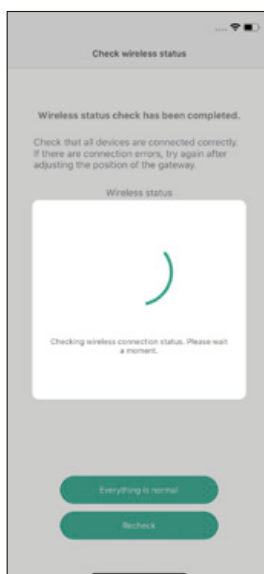 Check wireless status
Wireless status check has been completed.
Check that all devices are connected correctly.
If there are connection errors, try again after
adjusting the position of the gateway.
Wireless status
Checking wireless connection status. Please wait
a moment.
Everything is normal
Recheck